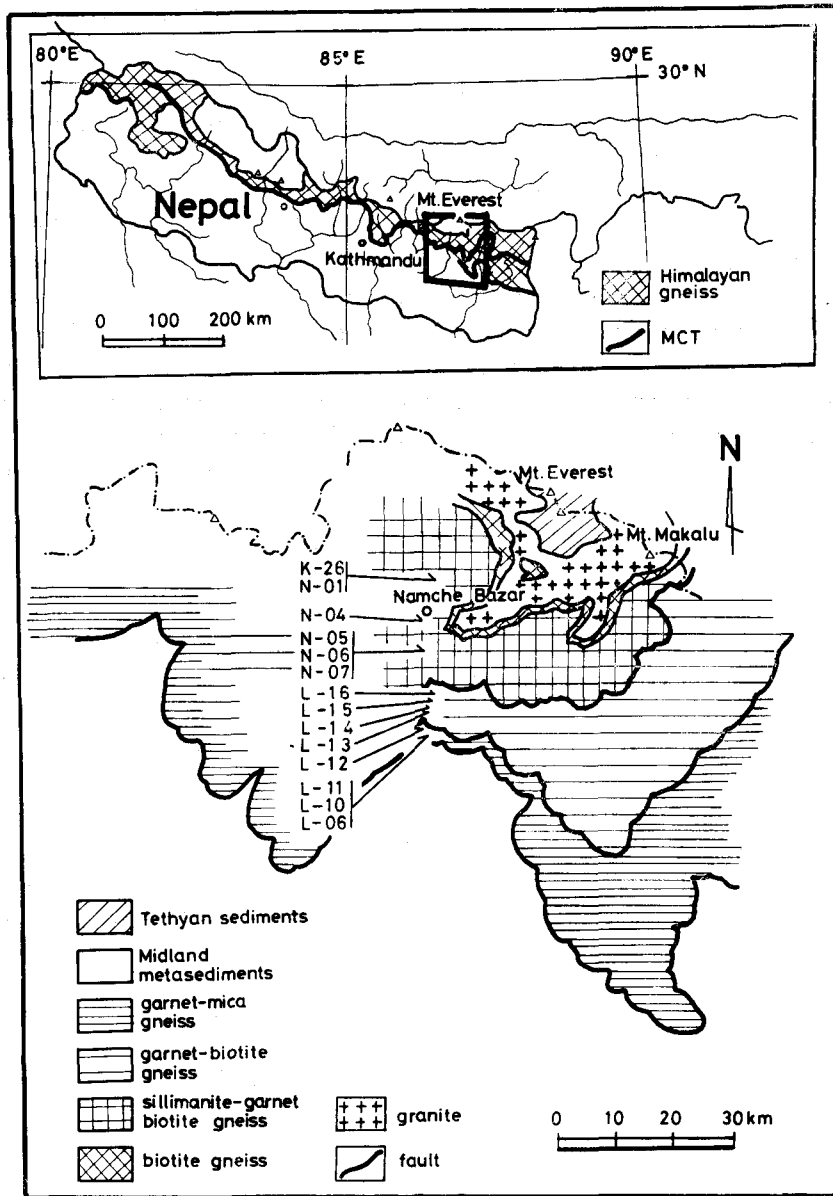 80°E 85°E 90°E
30°N
Nepal
Mt. Everest
Kathmandu
Himalayan
gneiss
MCT
0 100 200 km
N
Mt. Everest
Mt. Makalu
K-26
N-01
Namche Bazar
N-04
N-05
N-06
N-07
L-16
L-15
L-14
L-13
L-12
L-11
L-10
L-06
Tethyan sediments
Midland
metasediments
garnet-mica
gneiss
garnet-biotite
gneiss
sillimanite-garnet
biotite gneiss
biotite gneiss
granite
fault
0 10 20 30 km